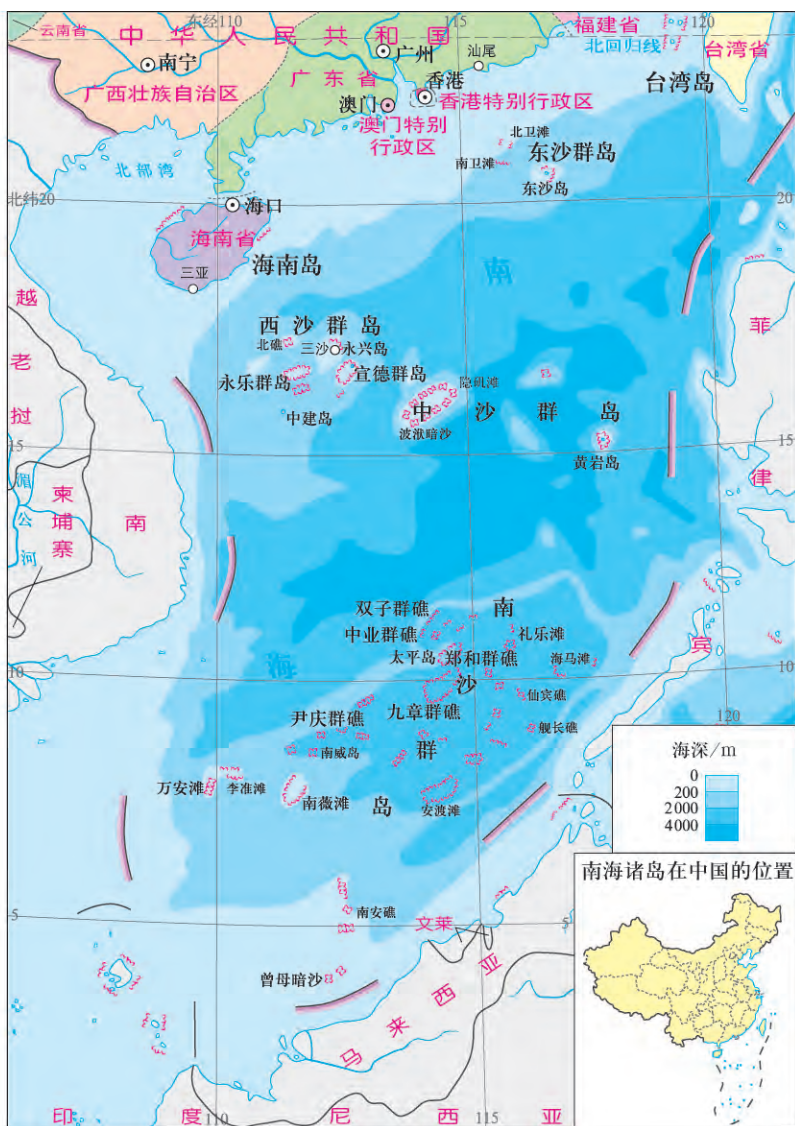 东经110
115
120
云南省
中华人民共和国
福建省
北回归线
台湾省
南宁
广州
汕尾
广西壮族自治区
广东省
香港
香港特别行政区
台湾岛
澳门
澳门特别
行政区
北卫滩
东沙群岛
南卫滩
东沙岛
北部湾
北纬20
20
海口
海南省
海南岛
三亚
南
越
西沙群岛
菲
北礁
三沙
永兴岛
老
永乐群岛
宣德群岛
隐矶滩
挝
中建岛
中沙群岛
波洑暗沙
15
15
黄岩岛
律
湄
公
河
柬
埔
寨
南
双子群礁
南
中业群礁
礼乐滩
太平岛
郑和群礁
海马滩
宾
海
10
10
沙
仙宾礁
九章群礁
尹庆群礁
舰长礁
120
南威岛
群
万安滩
李准滩
南薇滩
岛
安渡滩
海深/m
0
200
2000
4000
南海诸岛在中国的位置
南安礁
5
5
文莱
曾母暗沙
马来西亚
110
115
印度尼西亚